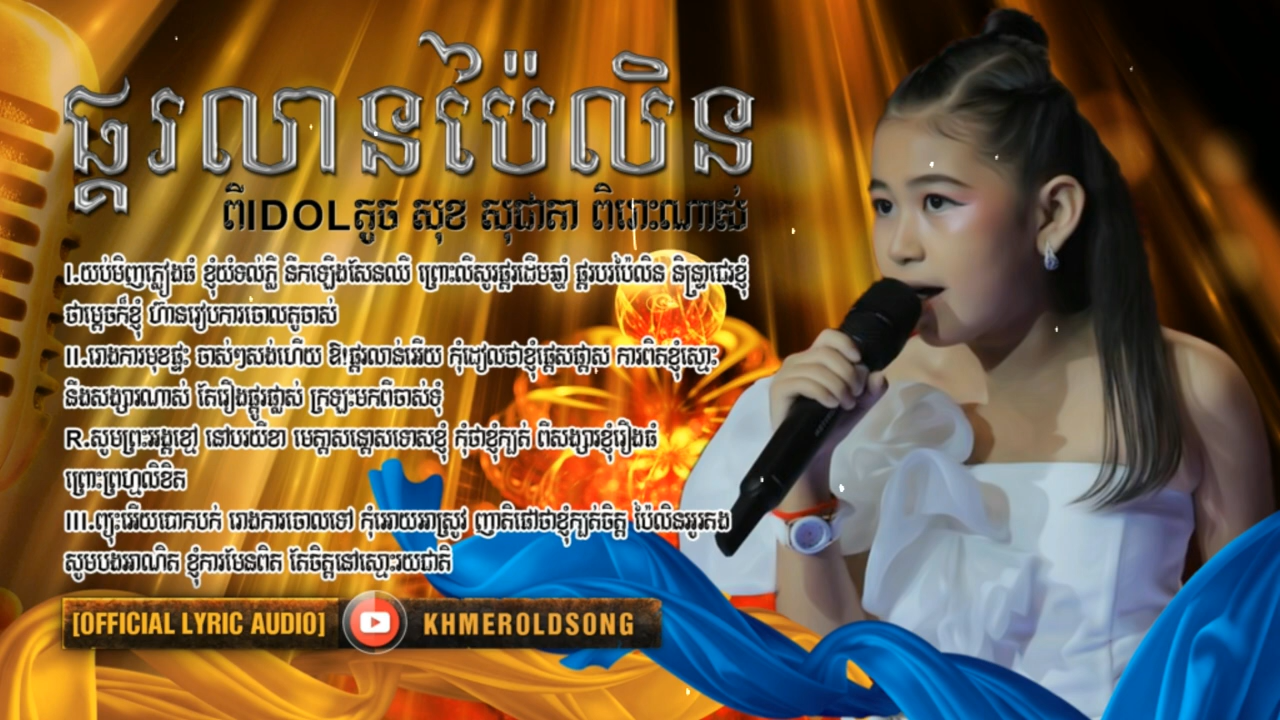 ផ្គរលាន់ប៉ៃលិន
ពីIDOLតូច សុខ សុជាតា ពិរោះណាស់
I.យប់មិញភ្លៀងធំ ខ្ញុំយំទល់ភ្លឺ នឹកឡើងសែនឈឺ ព្រោះលឺសូរផ្គរដើមឆ្នាំ ផ្គរបរប៉ៃលិន និន្ទ្រាជេរខ្ញុំ
ថាម្ដេចក៏ខ្ញុំ ហ៊ានរៀបការចោលតូចាស់
II.រោងការមុខផ្ទះ ចាស់ៗសង់ហើយ ឱ!ផ្គរលាន់អើយ កុំដៀលថាខ្ញុំផ្ដេសផ្ដាស ការពិតខ្ញុំស្មោះ
នឹងសង្សារណាស់ តែរឿងផ្លូវផ្លាស់ ក្រឡះមកពីចាស់ទុំ
R.សូមព្រះអង្គខ្មៅ នៅបរយីខា មេត្តាសន្ដោសទោសខ្ញុំ កុំថាខ្ញុំក្បត់ ពីសង្សារខ្ញុំរឿងធំ
ព្រោះព្រហ្មលិខិត
III.ព្យុះអើយបោកបក់ រោងការចោលទៅ កុំអោយអាស្រូវ ញាតិផៅថាខ្ញុំក្បត់ចិត្ត ប៉ៃលិនអូរតង
សូមបងអាណិត ខ្ញុំការមែនពិត តែចិត្តនៅស្មោះរយជាតិ
[OFFICIAL LYRIC AUDIO] KHMEROLDSONG